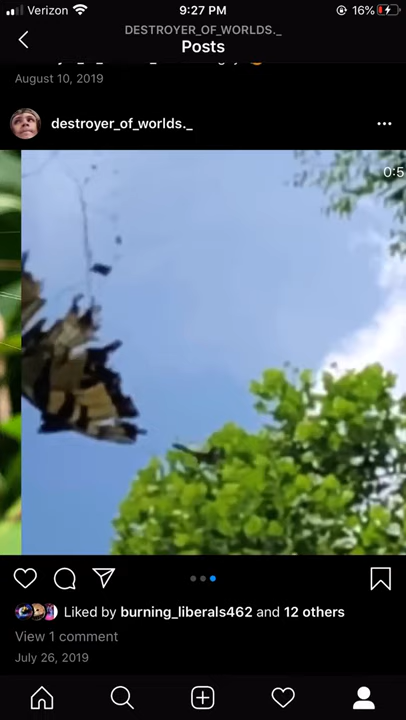 Verizon 9:27 PM 16%
DESTROYER_OF_WORLDS._
Posts
August 10, 2019
destroyer_of_worlds._
0:5
Liked by burning_liberals462 and 12 others
View 1 comment
July 26, 2019